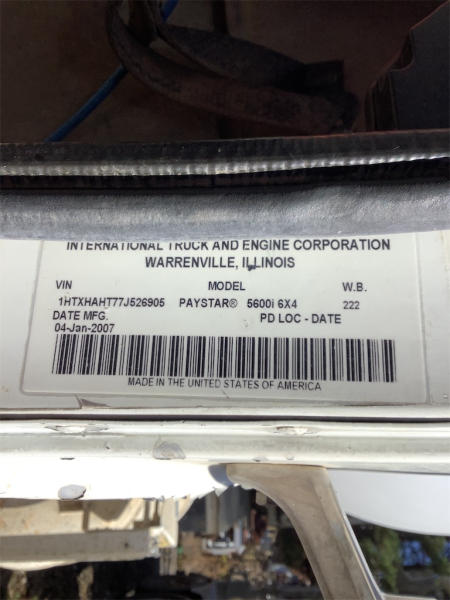 INTERNATIONAL TRUCK AND ENGINE CORPORATION
WARRENVILLE, ILLINOIS
VIN MODEL W.B.
1HTXHAHT77J526905 PAYSTAR® 5600i 6X4 222
DATE MFG. PD LOC - DATE
04-Jan-2007
MADE IN THE UNITED STATES OF AMERICA